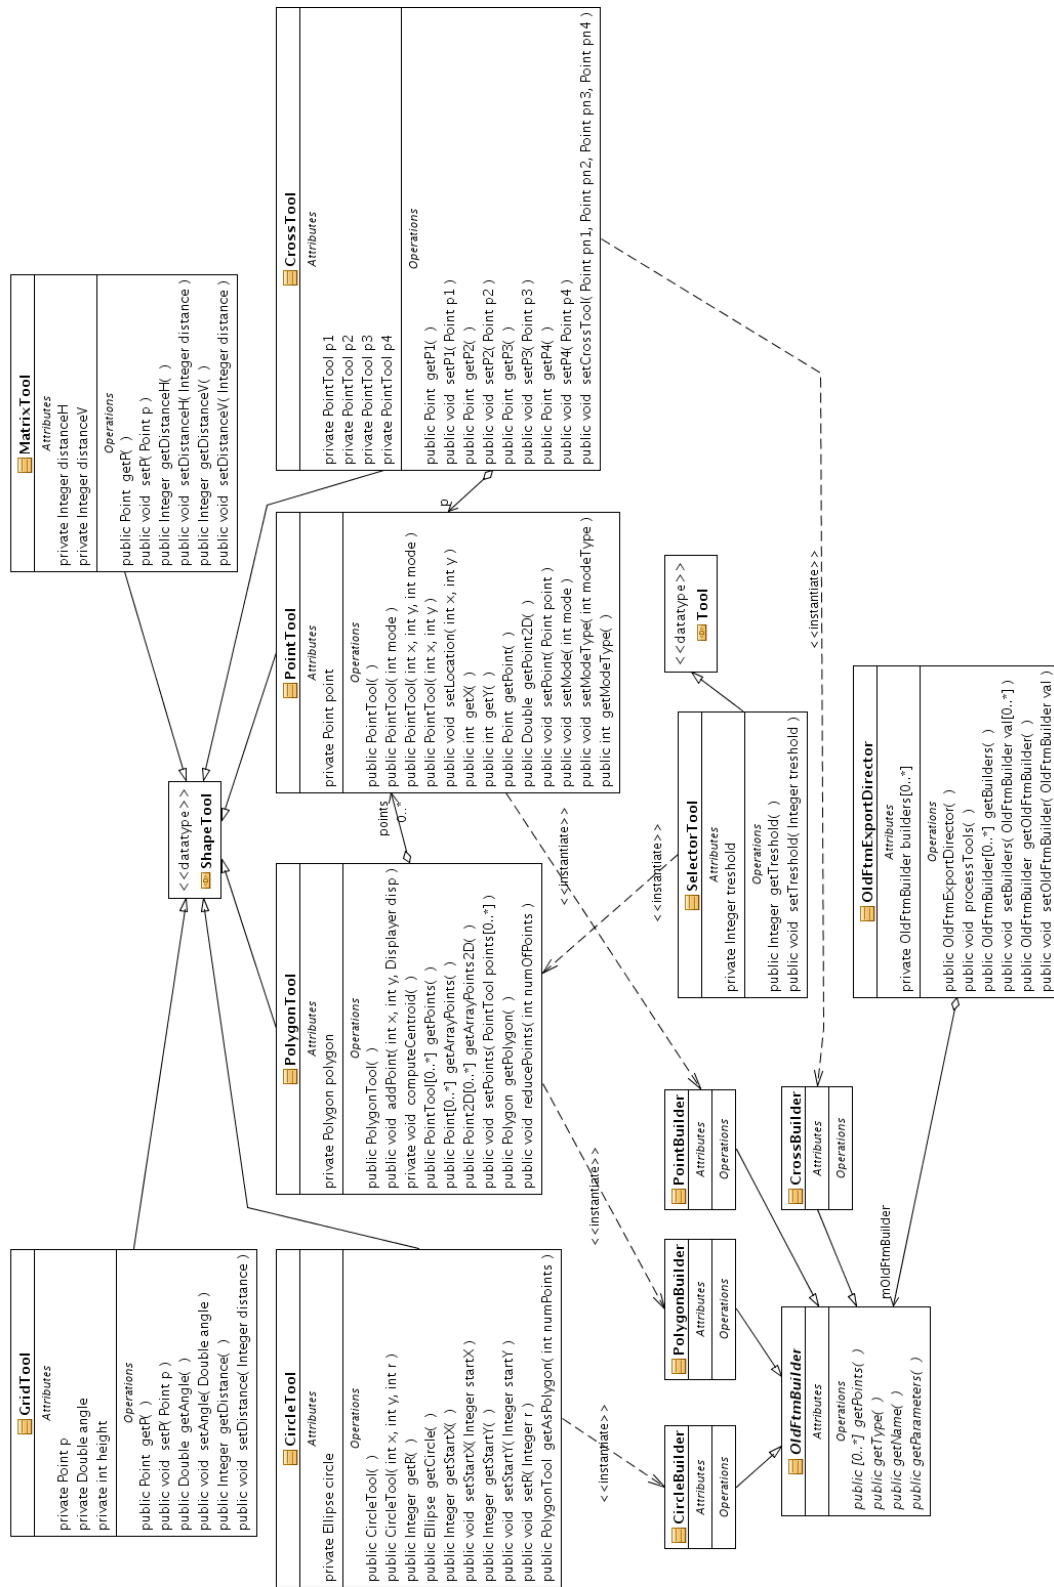 GridTool
Attributes
private Point p
private Double angle
private int height
Operations
public Point getP( )
public void setP( Point p )
public Double getAngle( )
public void setAngle( Double angle )
public Integer getDistance( )
public void setDistance( Integer distance )
MatrixTool
Attributes
private Integer distanceH
private Integer distanceV
Operations
public Point getP( )
public void setP( Point p )
public Integer getDistanceH( )
public void setDistanceH( Integer distance )
public Integer getDistanceV( )
public void setDistanceV( Integer distance )
<<datatype>>
ShapeTool
CircleTool
Attributes
private Ellipse circle
Operations
public CircleTool( )
public CircleTool( int x, int y, int r )
public Integer getR( )
public Ellipse getCircle( )
public Integer getStartX( )
public void setStartX( Integer startX )
public Integer getStartY( )
public void setStartY( Integer startY )
public void setR( Integer r )
public PolygonTool getAsPolygon( int numPoints )
PolygonTool
Attributes
private Polygon polygon
Operations
public PolygonTool( )
public void addPoint( int x, int y, Displayer disp )
private void computeCentroid( )
public PointTool[0..*] getPoints( )
public Point[0..*] getArrayPoints( )
public Point2D[0..*] getArrayPoints2D( )
public void setPoints( PointTool points[0..*] )
public Polygon getPolygon( )
public void reducePoints( int numOfPoints )
points
0..*
PointTool
Attributes
private Point point
Operations
public PointTool( )
public PointTool( int mode )
public PointTool( int x, int y, int mode )
public PointTool( int x, int y )
public void setLocation( int x, int y )
public int getX( )
public int getY( )
public Point getPoint( )
public Double getPoint2D( )
public void setPoint( Point point )
public void setMode( int mode )
public void setModeType( int modeType )
public int getModeType( )
p
CrossTool
Attributes
private PointTool p1
private PointTool p2
private PointTool p3
private PointTool p4
Operations
public Point getP1( )
public void setP1( Point p1 )
public Point getP2( )
public void setP2( Point p2 )
public Point getP3( )
public void setP3( Point p3 )
public Point getP4( )
public void setP4( Point p4 )
public void setCrossTool( Point pn1, Point pn2, Point pn3, Point pn4 )
<<instantiate>>
<<instantiate>>
<<instantiate>>
<<instantiate>>
<<instantiate>>
CircleBuilder
Attributes
Operations
PolygonBuilder
Attributes
Operations
PointBuilder
Attributes
Operations
SelectorTool
Attributes
private Integer treshold
Operations
public Integer getTreshold( )
public void setTreshold( Integer treshold )
<<datatype>>
Tool
CrossBuilder
Attributes
Operations
OldFtmBuilder
Attributes
Operations
public [0..*] getPoints( )
public getType( )
public getName( )
public getParameters( )
mOldFtmBuilder
OldFtmExportDirector
Attributes
private OldFtmBuilder builders[0..*]
Operations
public OldFtmExportDirector( )
public void processTools( )
public OldFtmBuilder[0..*] getBuilders( )
public void setBuilders( OldFtmBuilder val[0..*] )
public OldFtmBuilder getOldFtmBuilder( )
public void setOldFtmBuilder( OldFtmBuilder val )